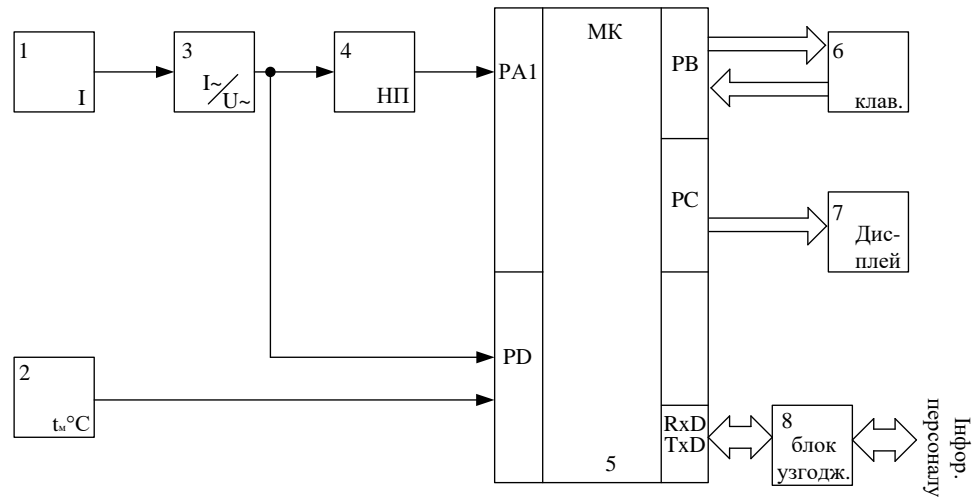 1
I
3
I~
U~
4
НП
PA1
МК
PB
6
клав.
PC
7
Дис-
плей
PD
2
tм°C
5
RxD
TxD
8
блок
узгодж.
Інфор.
персоналу